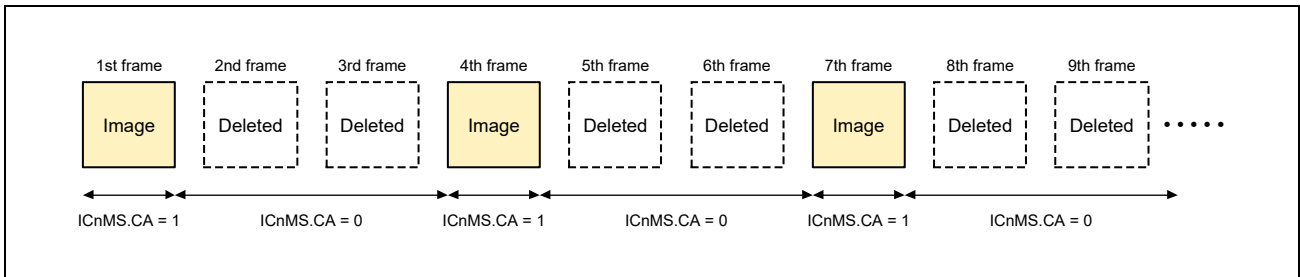 1st frame 2nd frame 3rd frame 4th frame 5th frame 6th frame 7th frame 8th frame 9th frame
Image Deleted Deleted Image Deleted Deleted Image Deleted Deleted
ICnMS.CA = 1 ICnMS.CA = 0 ICnMS.CA = 1 ICnMS.CA = 0 ICnMS.CA = 1 ICnMS.CA = 0